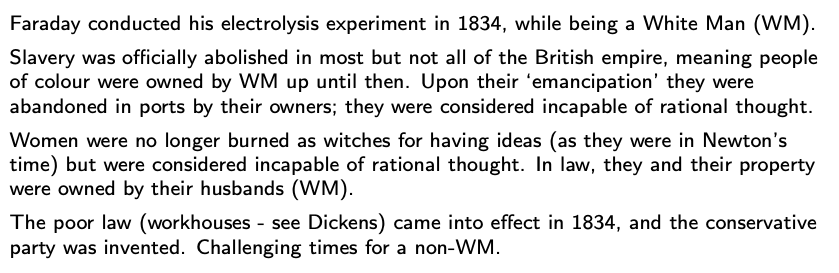 Faraday conducted his electrolysis experiment in 1834, while being a White Man (WM).
Slavery was officially abolished in most but not all of the British empire, meaning people
of colour were owned by WM up until then. Upon their ‘emancipation’ they were
abandoned in ports by their owners; they were considered incapable of rational thought.
Women were no longer burned as witches for having ideas (as they were in Newton's
time) but were considered incapable of rational thought. In law, they and their property
were owned by their husbands (WM).
The poor law (workhouses - see Dickens) came into effect in 1834, and the conservative
party was invented. Challenging times for a non-WM.